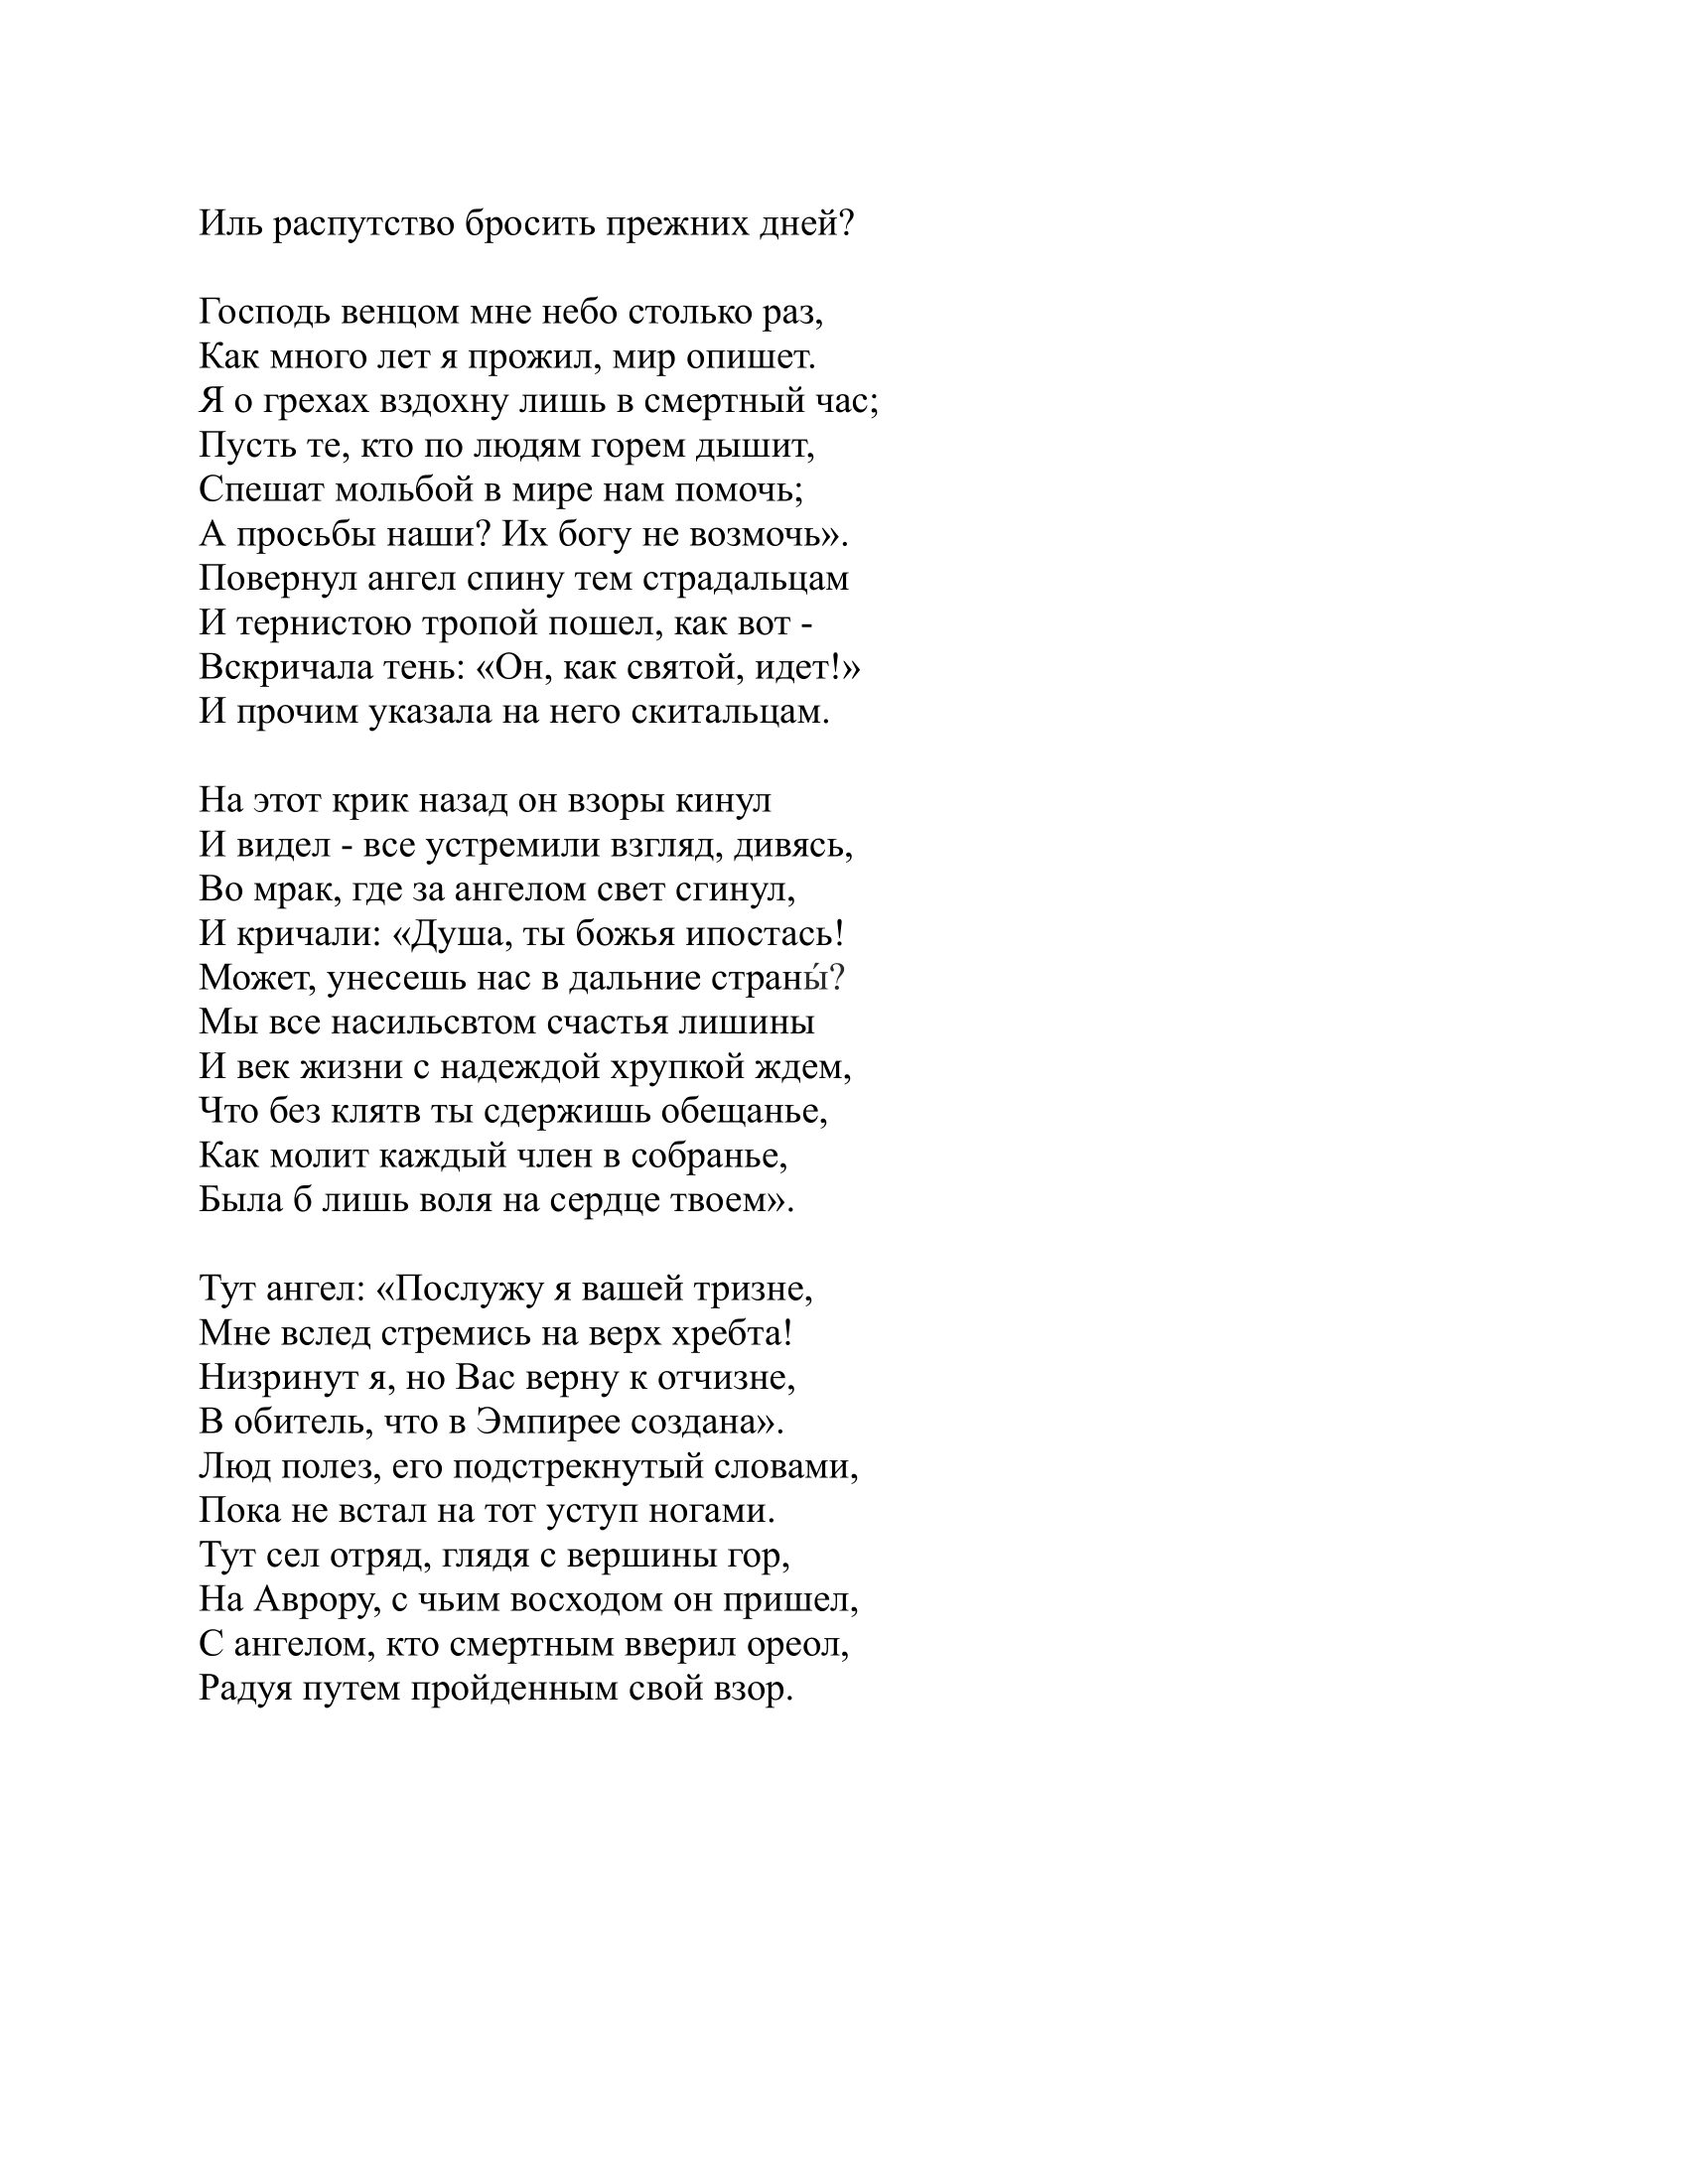 Иль распутство бросить прежних дней?
Господь венцом мне небо столько раз,
Как много лет я прожил, мир опишет.
Я о грехах вздохну лишь в смертный час;
Пусть те, кто по людям горем дышит,
Спешат мольбой в мире нам помочь;
А просьбы наши? Их богу не возмочь».
Повернул ангел спину тем страдальцам
И тернистою тропой пошел, как вот -
Вскричала тень: «Он, как святой, идет!»
И прочим указала на него скитальцам.
На этот крик назад он взоры кинул
И видел - все устремили взгляд, дивясь,
Во мрак, где за ангелом свет сгинул,
И кричали: «Душа, ты божья ипостась!
Может, унесешь нас в дальние страны́?
Мы все насильсвтом счастья лишины
И век жизни с надеждой хрупкой ждем,
Что без клятв ты сдержишь обещанье,
Как молит каждый член в собранье,
Была б лишь воля на сердце твоем».
Тут ангел: «Послужу я вашей тризне,
Мне вслед стремись на верх хребта!
Низринут я, но Вас верну к отчизне,
В обитель, что в Эмпирее создана».
Люд полез, его подстрекнутый словами,
Пока не встал на тот уступ ногами.
Тут сел отряд, глядя с вершины гор,
На Аврору, с чьим восходом он пришел,
С ангелом, кто смертным вверил ореол,
Радуя путем пройденным свой взор.